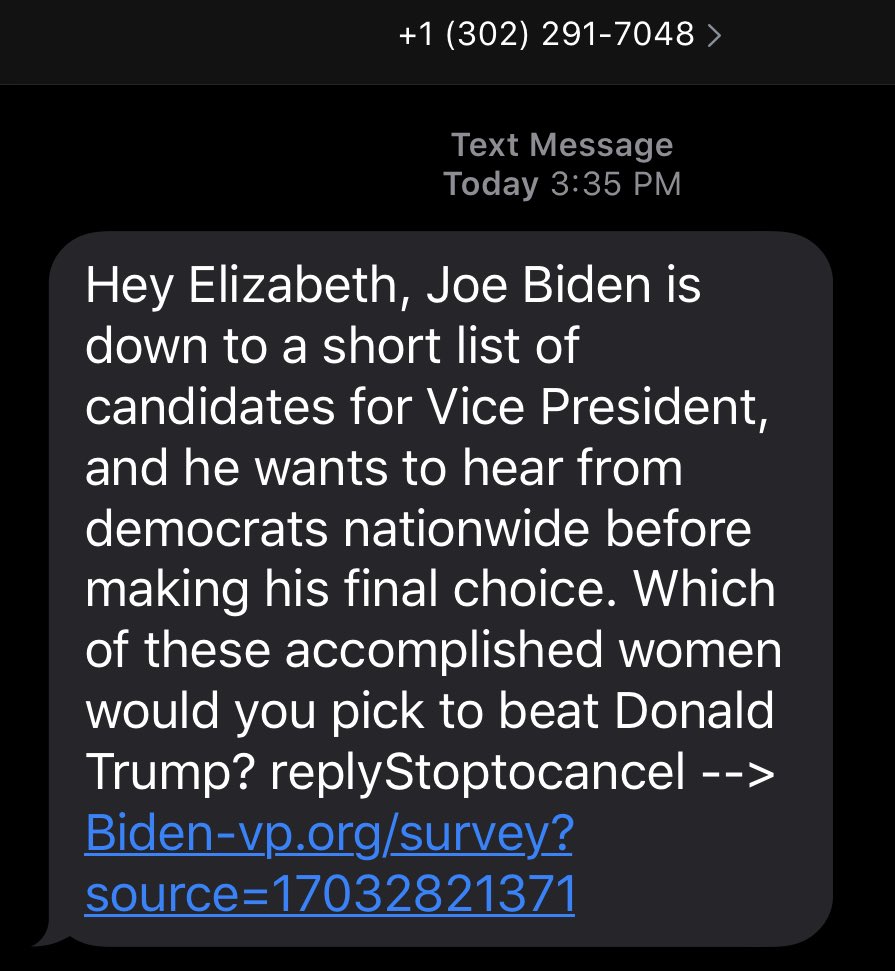 +1 (302) 291-7048 >
Text Message
Today 3:35 PM
Hey Elizabeth, Joe Biden is
down to a short list of
candidates for Vice President,
and he wants to hear from
democrats nationwide before
making his final choice. Which
of these accomplished women
would you pick to beat Donald
Trump? replyStoptocancel -->
Biden-vp.org/survey?
source=17032821371